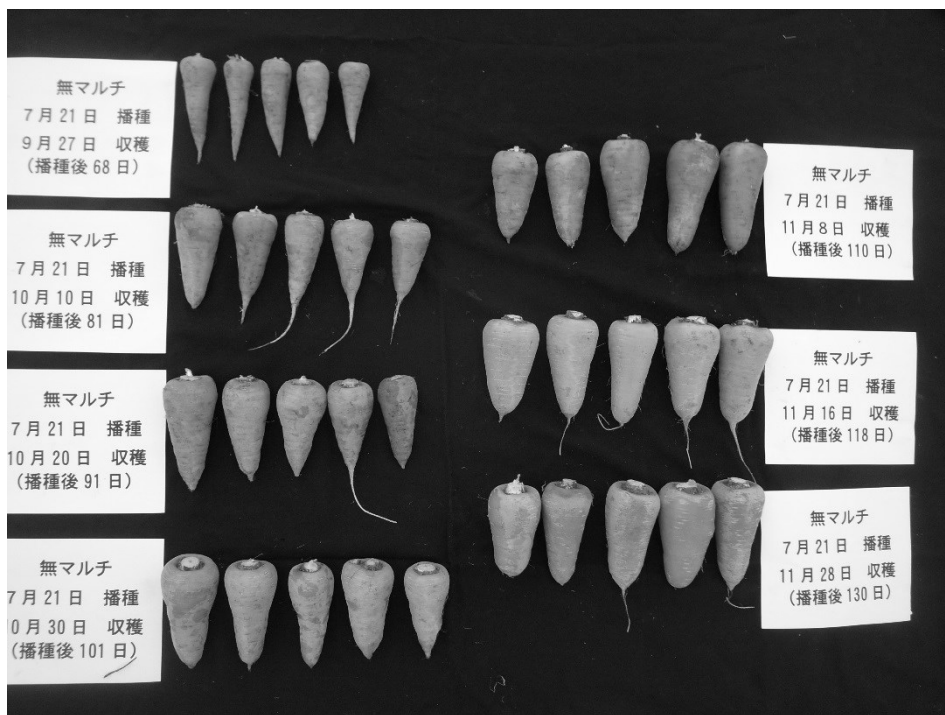 無マルチ
7月21日 播種
9月27日 収穫
(播種後68日)
無マルチ
7月21日 播種
10月10日 収穫
(播種後81日)
無マルチ
7月21日 播種
10月20日 収穫
(播種後91日)
無マルチ
7月21日 播種
0月30日 収穫
(播種後101日)
無マルチ
7月21日 播種
11月8日 収穫
(播種後110日)
無マルチ
7月21日 播種
11月16日 収穫
(播種後118日)
無マルチ
7月21日 播種
11月28日 収穫
(播種後130日)